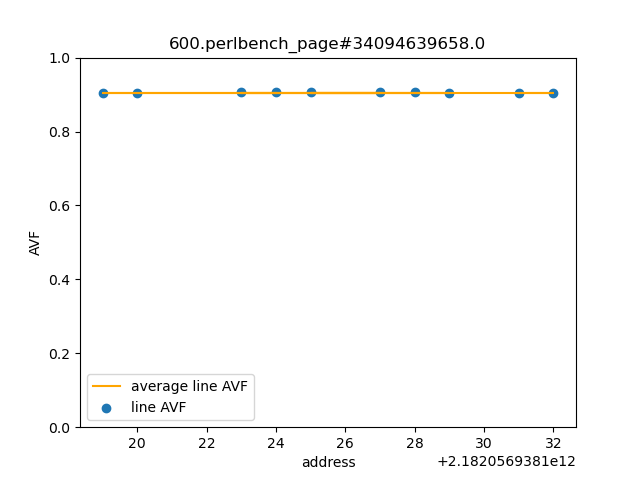 600.perlbench_page#34094639658.0
1.0
0.8
0.6
0.4
0.2
0.0
AVF
average line AVF
line AVF
20 22 24 26 28 30 32
address
+2.1820569381e12